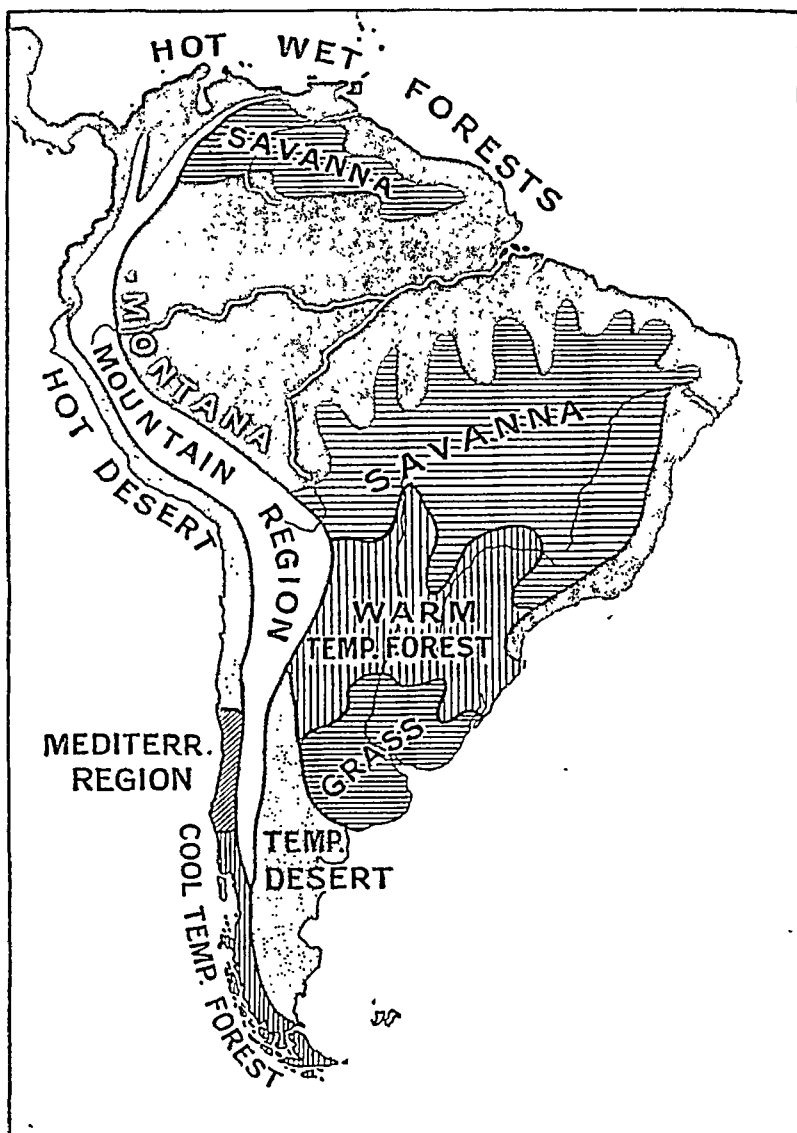 HOT WET FORESTS
SAVANNA
MONTANA
MOUNTAIN REGION
HOT DESERT
SAVANNA
WARM
TEMP. FOREST
GRASS
MEDITERR.
REGION
TEMP.
DESERT
COOL TEMP. FOREST